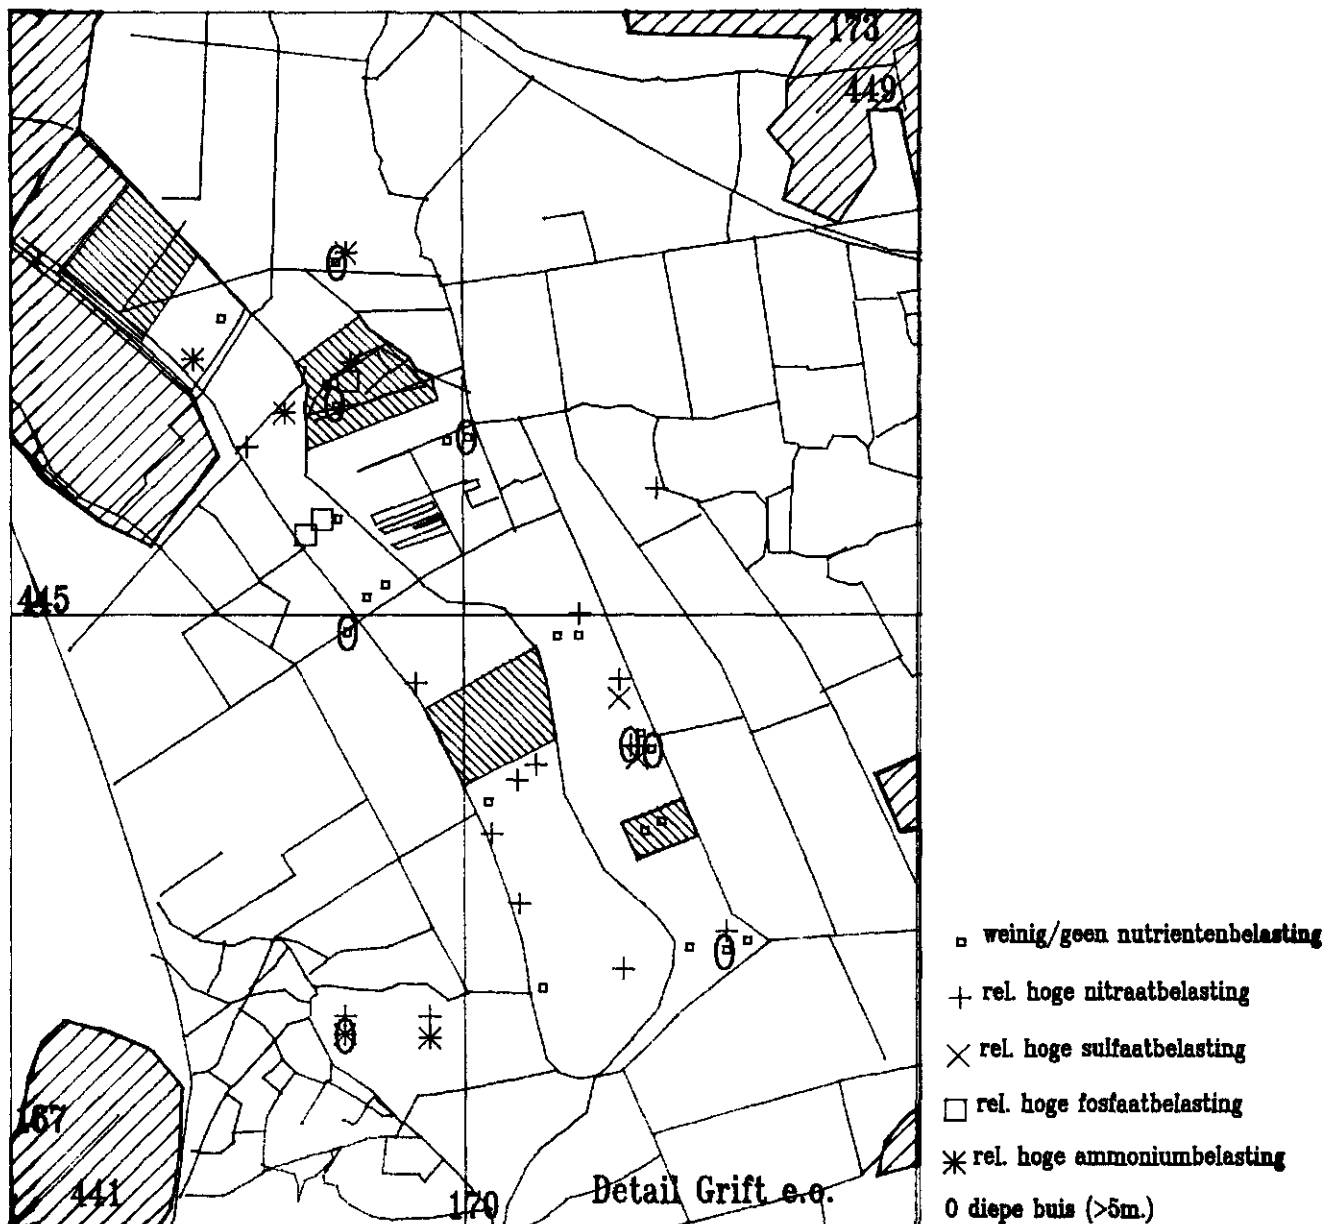 173
449
445
167
441
170
Detail Grift e.o.
weinig/geen nutrientenbelasting
rel. hoge nitraatbelasting
rel. hoge sulfaatbelasting
rel. hoge fosfaatbelasting
rel. hoge ammoniumbelasting
0 diepe buis (>5m.)